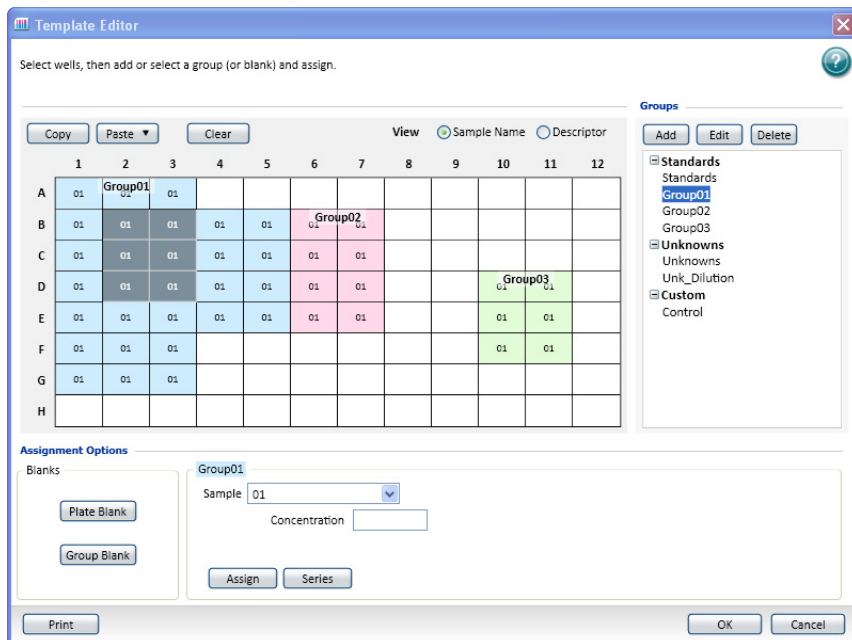 Template Editor
Select wells, then add or select a group (or blank) and assign.
Groups
Copy Paste Clear View Sample Name Descriptor
Add Edit Delete
1 2 3 4 5 6 7 8 9 10 11 12
A 01 01 01
Group01
B 01 01 01 01 01 01 01
Group02
C 01 01 01 01 01 01 01
D 01 01 01 01 01 01 01 01 01
Group03
E 01 01 01 01 01 01 01 01 01
F 01 01 01 01 01
G 01 01 01
H
Standards
Standards
Group01
Group02
Group03
Unknowns
Unknowns
Unk_Dilution
Custom
Control
Assignment Options
Blanks
Plate Blank
Group Blank
Group01
Sample 01
Concentration
Assign Series
Print OK Cancel